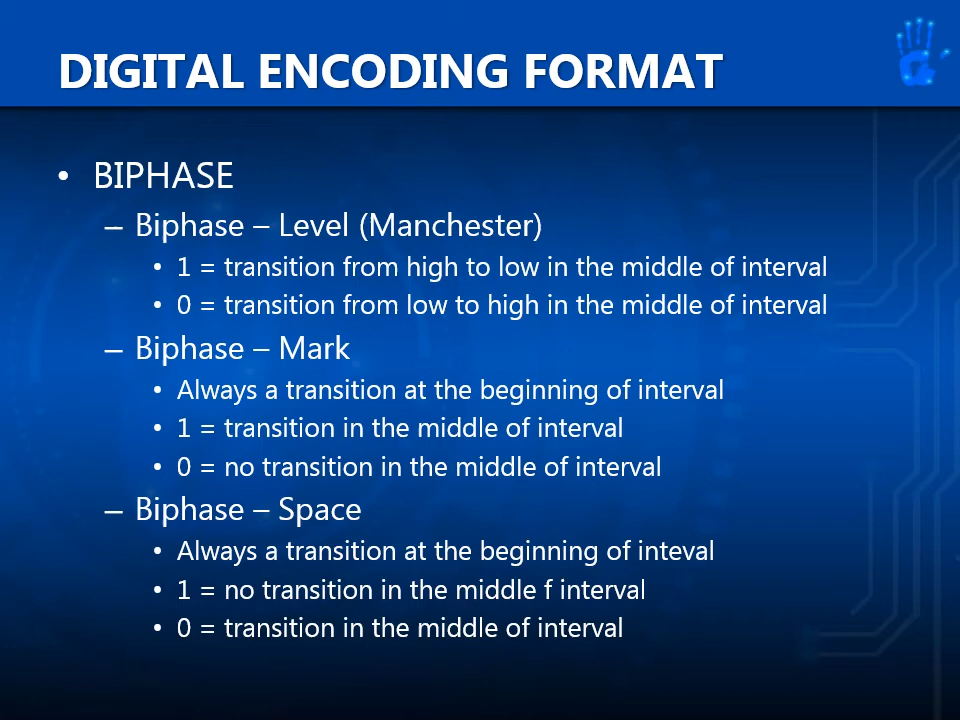 DIGITAL ENCODING FORMAT
• BIPHASE
– Biphase – Level (Manchester)
• 1 = transition from high to low in the middle of interval
• 0 = transition from low to high in the middle of interval
– Biphase – Mark
• Always a transition at the beginning of interval
• 1 = transition in the middle of interval
• 0 = no transition in the middle of interval
– Biphase – Space
• Always a transition at the beginning of inteval
• 1 = no transition in the middle f interval
• 0 = transition in the middle of interval